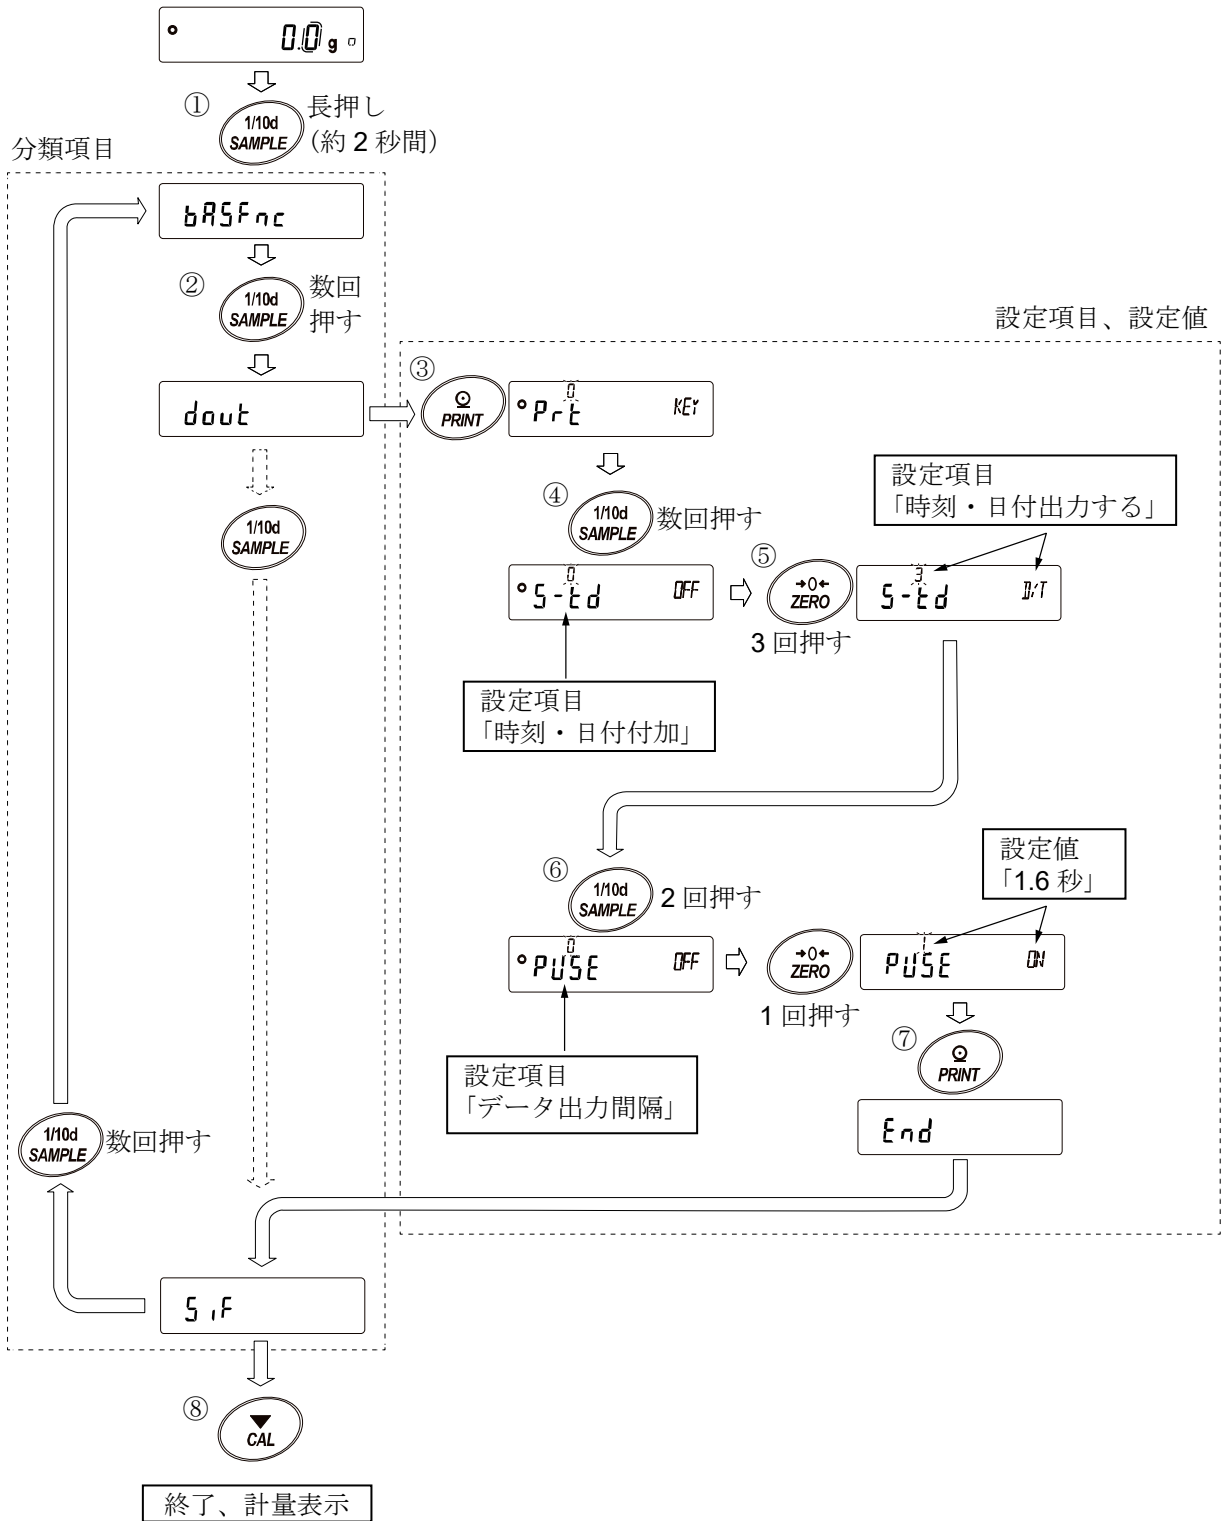 0.0 g
①
1/10d
SAMPLE
長押し
(約 2 秒間)
分類項目
bASFnc
②
1/10d
SAMPLE
数回
押す
dout
1/10d
SAMPLE
設定項目、設定値
③
PRINT
0
Prt KEY
④
1/10d
SAMPLE
数回押す
設定項目
「時刻・日付出力する」
0
S-td OFF
⑤
→0←
ZERO
3 回押す
3
S-td D/T
設定項目
「時刻・日付付加」
⑥
1/10d
SAMPLE
2 回押す
設定値
「1.6 秒」
0
PUSE OFF
→0←
ZERO
1 回押す
1
PUSE ON
設定項目
「データ出力間隔」
⑦
PRINT
End
1/10d
SAMPLE
数回押す
SiF
⑧
CAL
終了、計量表示